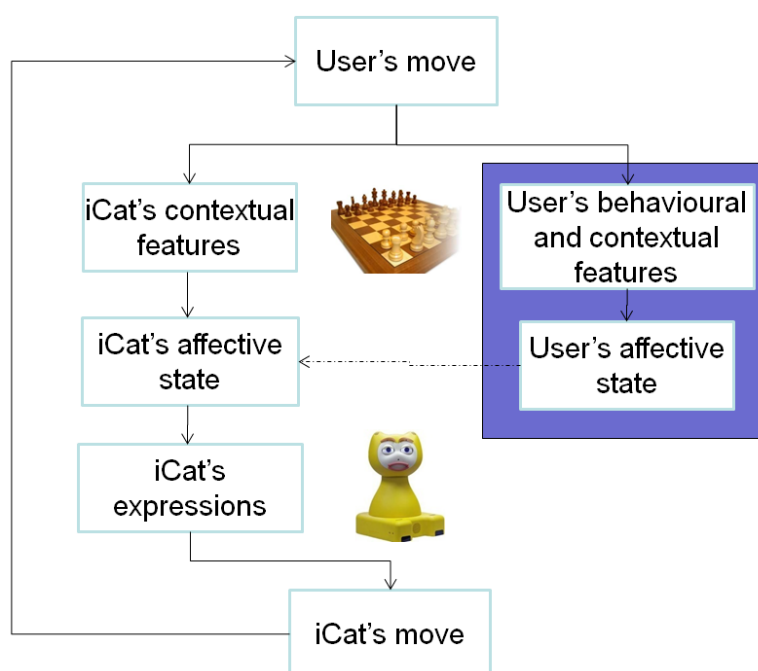 User's move
iCat's contextual
features
User's behavioural
and contextual
features
iCat's affective
state
User's affective
state
iCat's
expressions
iCat's move